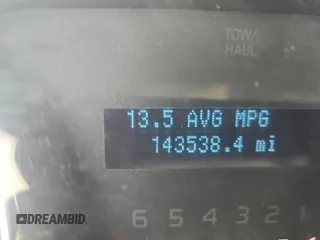 TOW/
HAUL
13.5 AVG MPG
143538.4 mi
6 5 4 3 2 1
DREAMBID